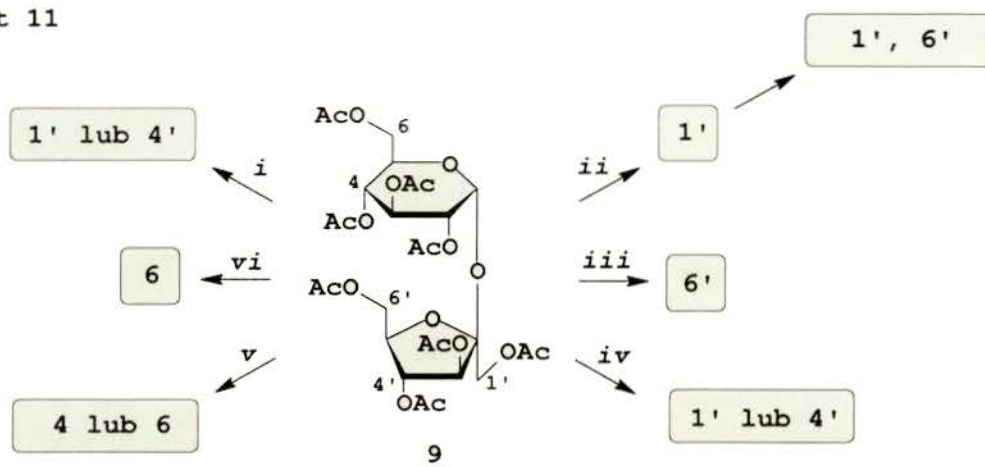 t 11
1', 6'
1' lub 4'
i
AcO
6
ii
1'
O
4
OAc
AcO
AcO
O
6
vi
iii
6'
AcO
6'
O
AcO
OAc
v
4'
1'
iv
OAc
4 lub 6
1' lub 4'
9